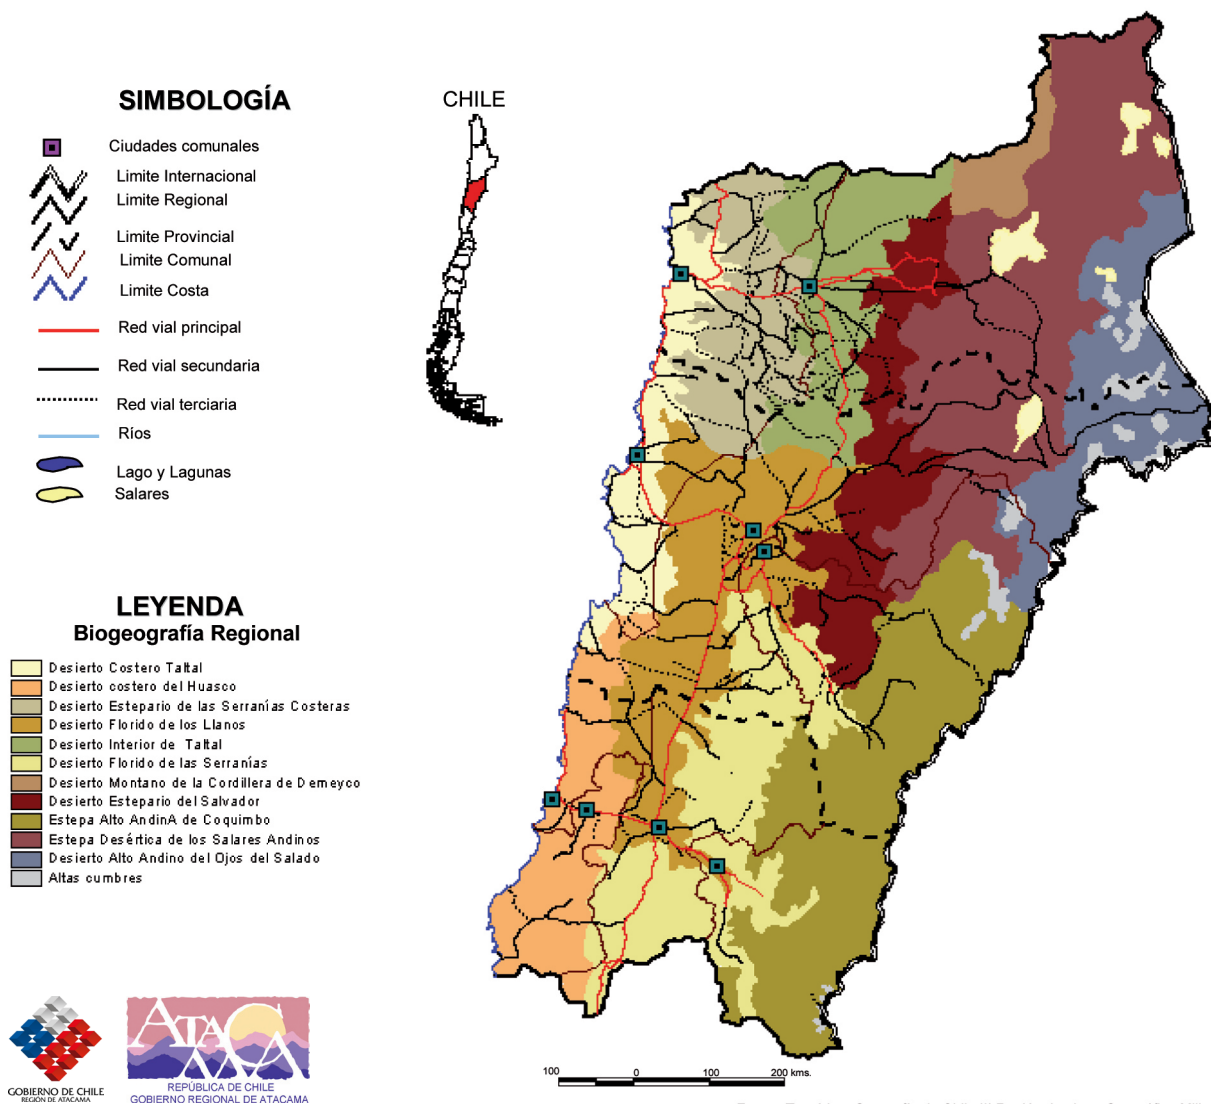 SIMBOLOGÍA
Ciudades comunales
Limite Internacional
Limite Regional
Limite Provincial
Limite Comunal
Limite Costa
Red vial principal
Red vial secundaria
Red vial terciaria
Ríos
Lago y Lagunas
Salares
CHILE
LEYENDA
Biogeografía Regional
Desierto Costero Taltal
Desierto costero del Huasco
Desierto Estepario de las Serranías Costeras
Desierto Florido de los Llanos
Desierto Interior de Taltal
Desierto Florido de las Serranías
Desierto Montano de la Cordillera de Domeyco
Desierto Estepario del Salvador
Estepa Alto AndinA de Coquimbo
Estepa Desértica de los Salares Andinos
Desierto Alto Andino del Ojos del Salado
Altas cumbres
GOBIERNO DE CHILE
REGIÓN DE ATACAMA
ATACAMA
REPÚBLICA DE CHILE
GOBIERNO REGIONAL DE ATACAMA
100 0 100 200 kms.